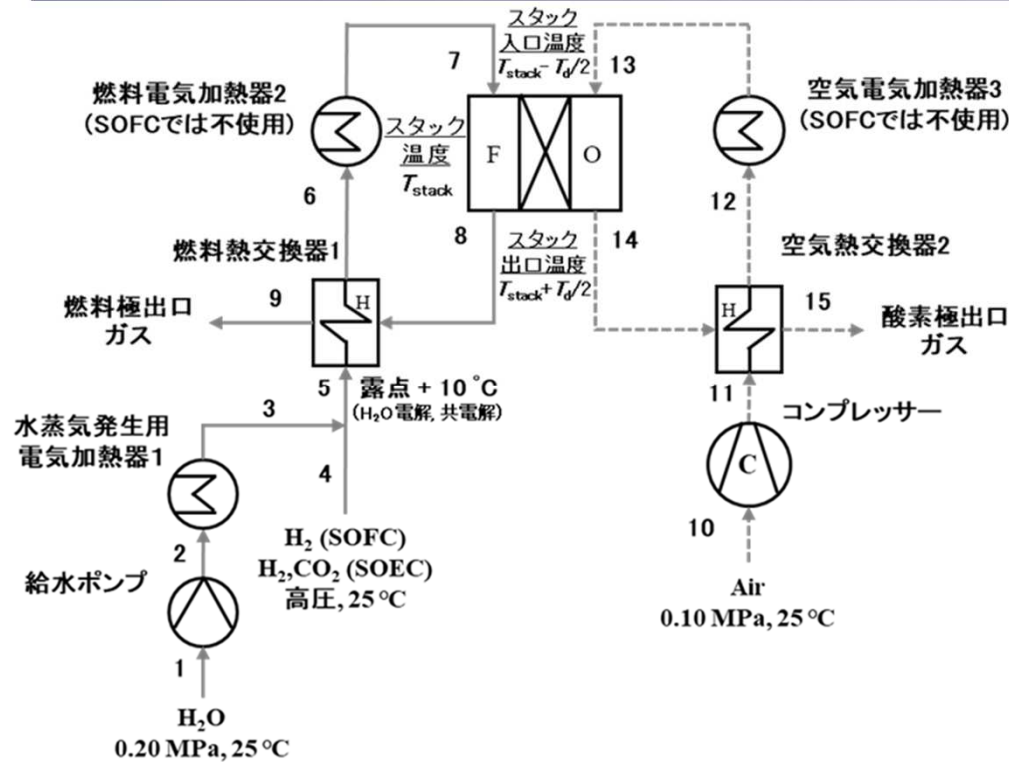 スタック
入口温度
Tstack− Td/2
7
13
燃料電気加熱器2
(SOFCでは不使用)
空気電気加熱器3
(SOFCでは不使用)
スタック
温度
Tstack
F
O
6
12
8
スタック
出口温度
Tstack+ Td/2
14
燃料熱交換器1
空気熱交換器2
9
H
燃料極出口
ガス
H
15
酸素極出口
ガス
5
露点 + 10 ℃
(H2O電解, 共電解)
11
3
コンプレッサー
水蒸気発生用
電気加熱器1
4
C
10
H2 (SOFC)
H2,CO2 (SOEC)
高圧, 25 ℃
2
給水ポンプ
Air
0.10 MPa, 25 ℃
1
H2O
0.20 MPa, 25 ℃